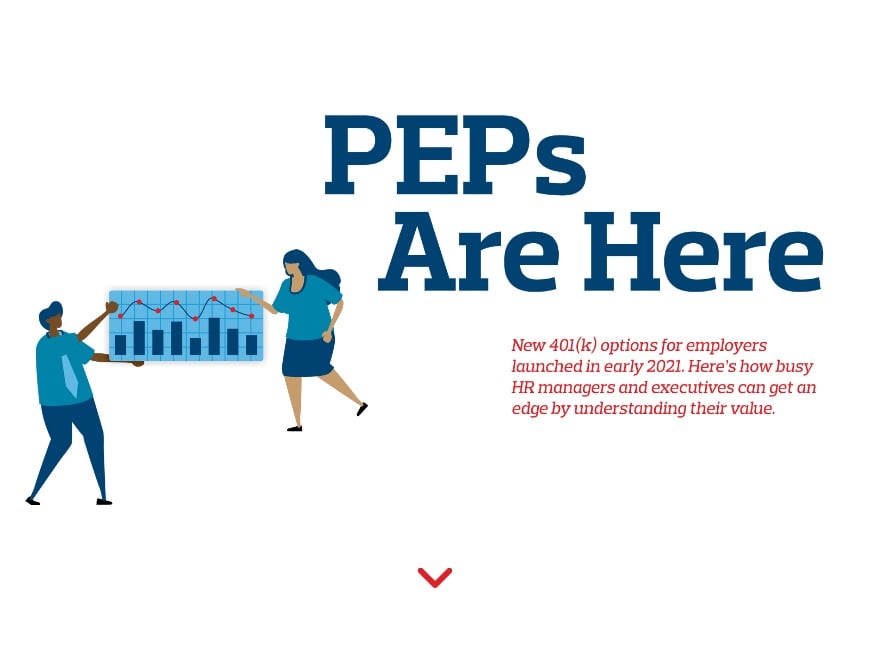 PEPs
Are Here
New 401(k) options for employers
launched in early 2021. Here's how busy
HR managers and executives can get an
edge by understanding their value.